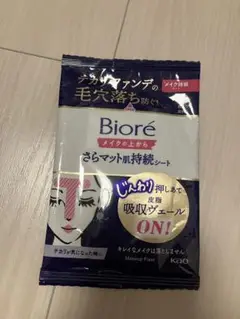 テカリ・ファンデの
毛穴落ち防ぐ!
メイク持続
Bioré
メイクの上から
さらマット肌持続シート
じんわり押しあて
皮脂
吸収ヴェール
ON!
テカリが気になった時に
キレイなメイクは落としません
Kao